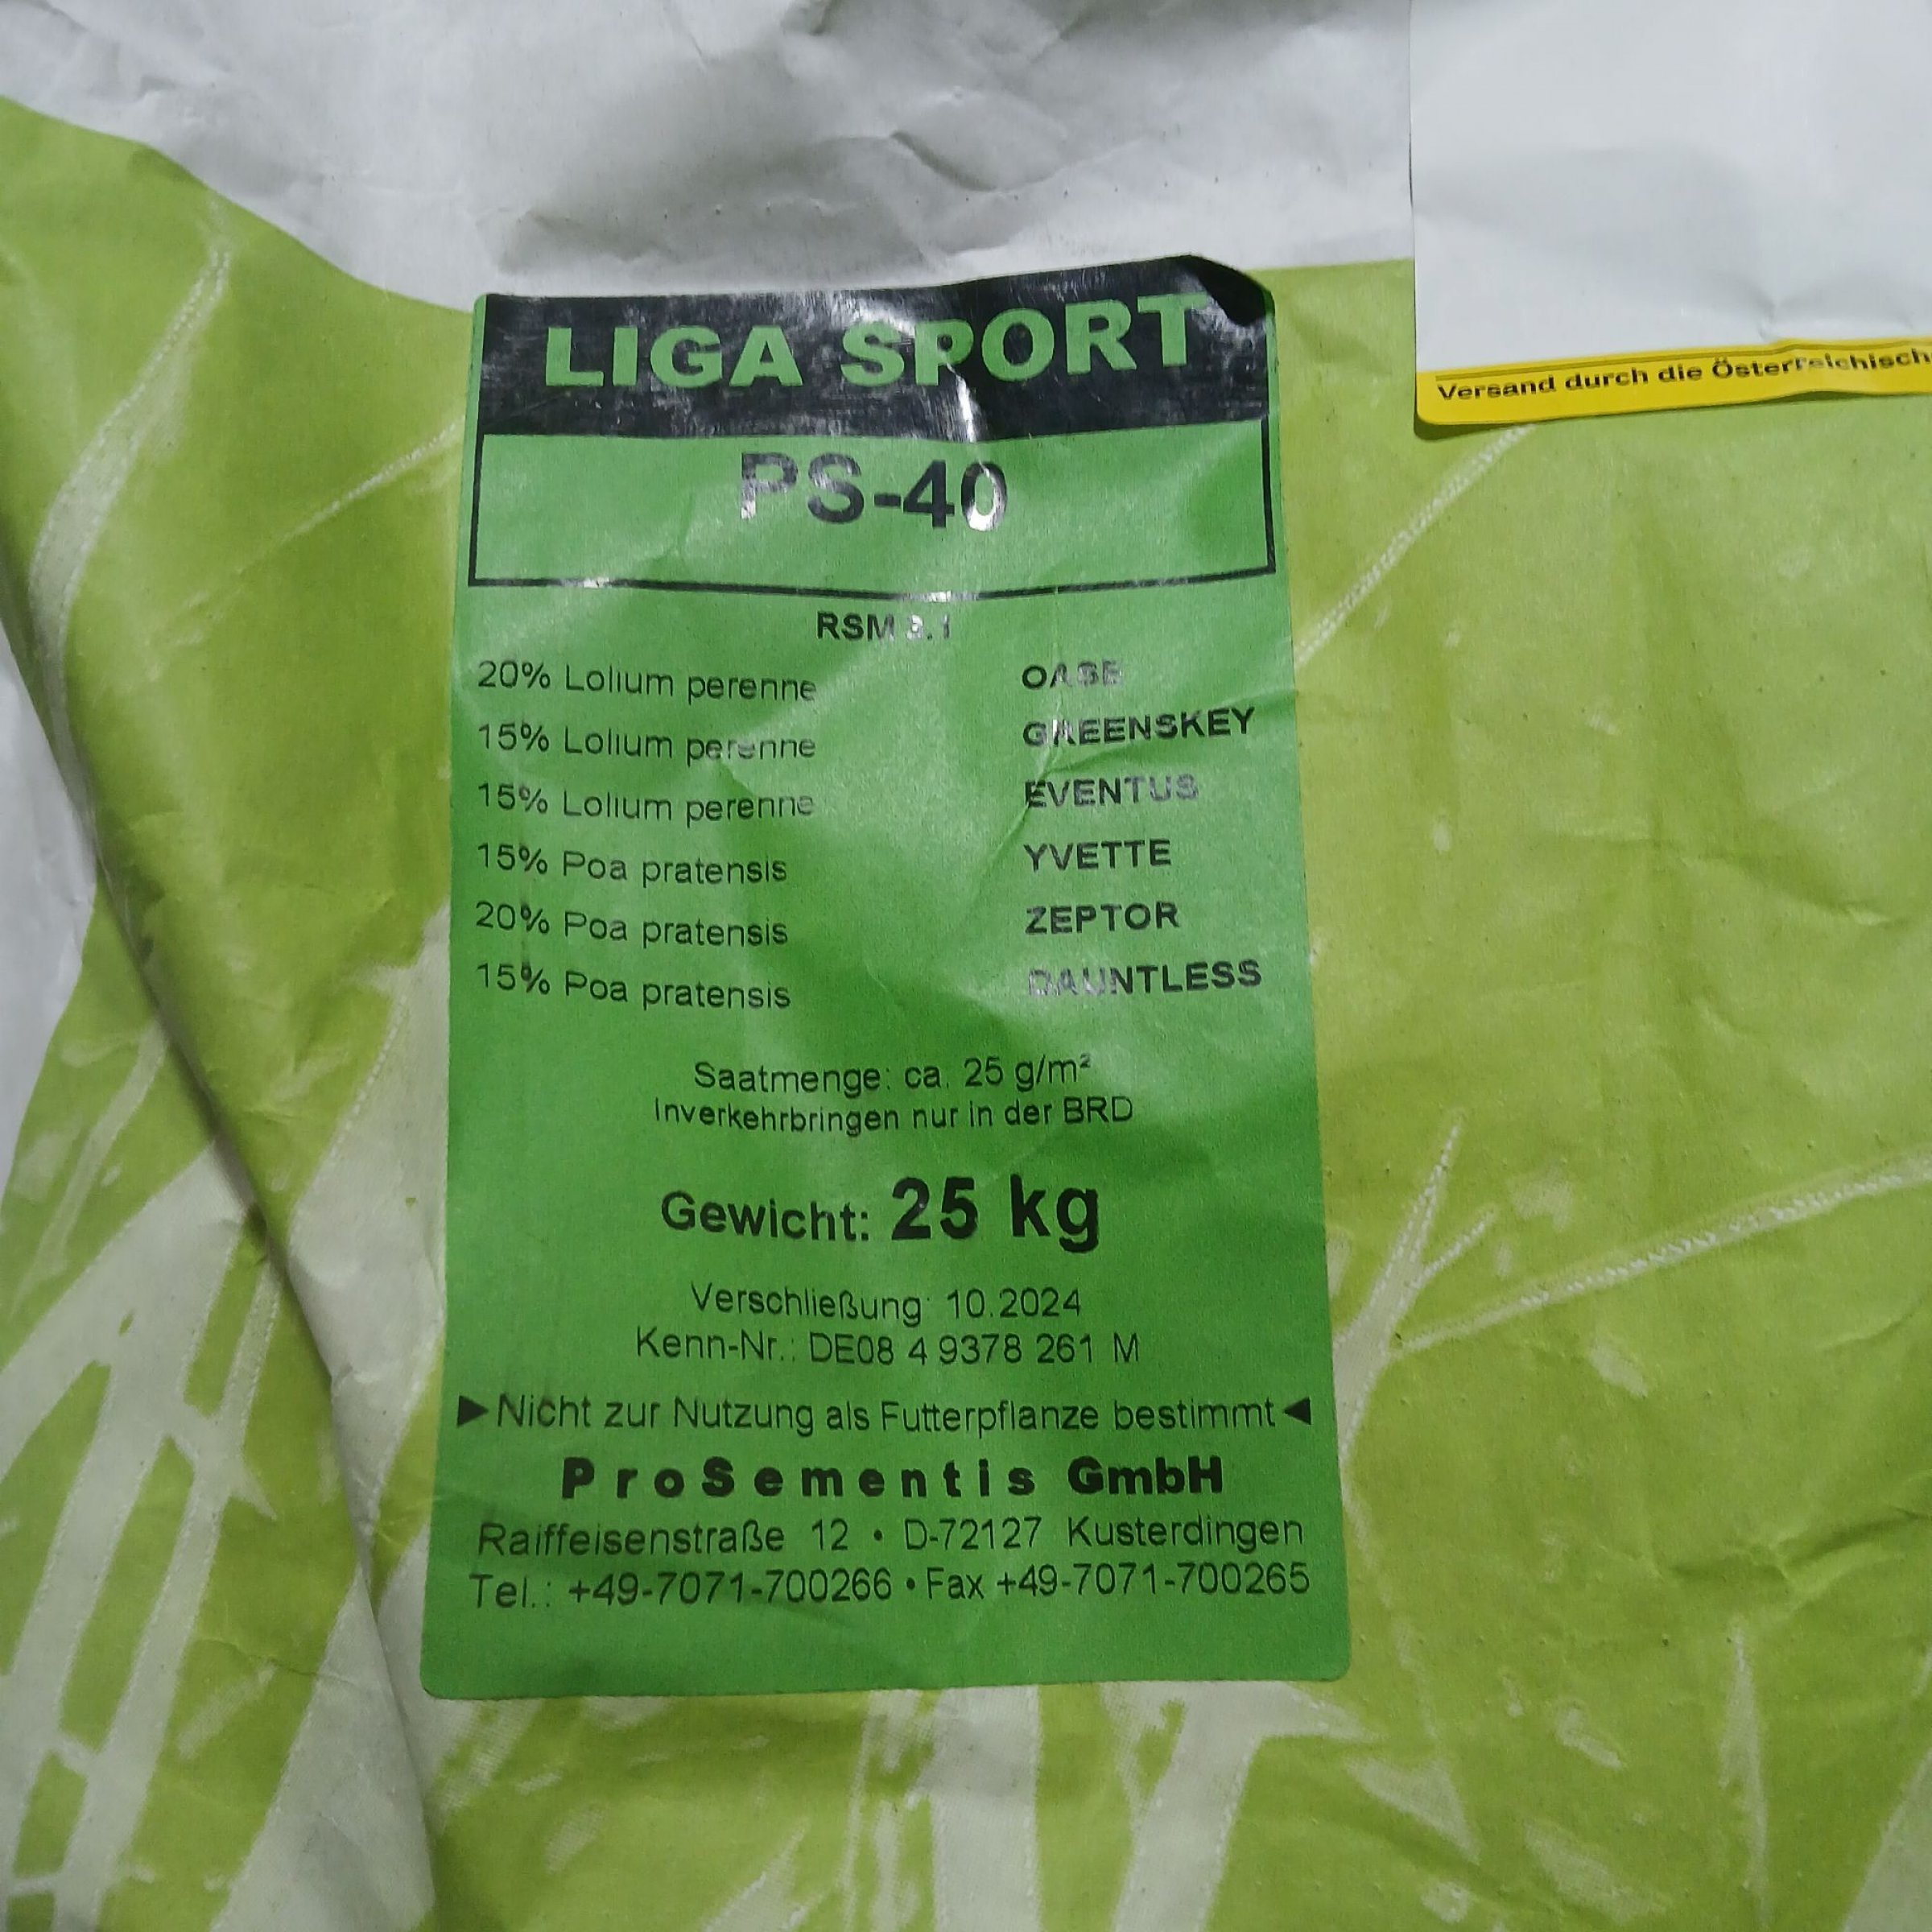 LIGA SPORT
PS-40
RSM 3.1
20% Lolium perenne OASE
15% Lolium perenne GREENSKEY
15% Lolium perenne EVENTUS
15% Poa pratensis YVETTE
20% Poa pratensis ZEPTOR
15% Poa pratensis DAUNTLESS
Saatmenge: ca. 25 g/m²
Inverkehrbringen nur in der BRD
Gewicht: 25 kg
Verschließung: 10.2024
Kenn-Nr.: DE08 4 9378 261 M
►Nicht zur Nutzung als Futterpflanze bestimmt◄
ProSementis GmbH
Raiffeisenstraße 12 • D-72127 Kusterdingen
Tel.: +49-7071-700266 • Fax +49-7071-700265
Versand durch die Österreichisch